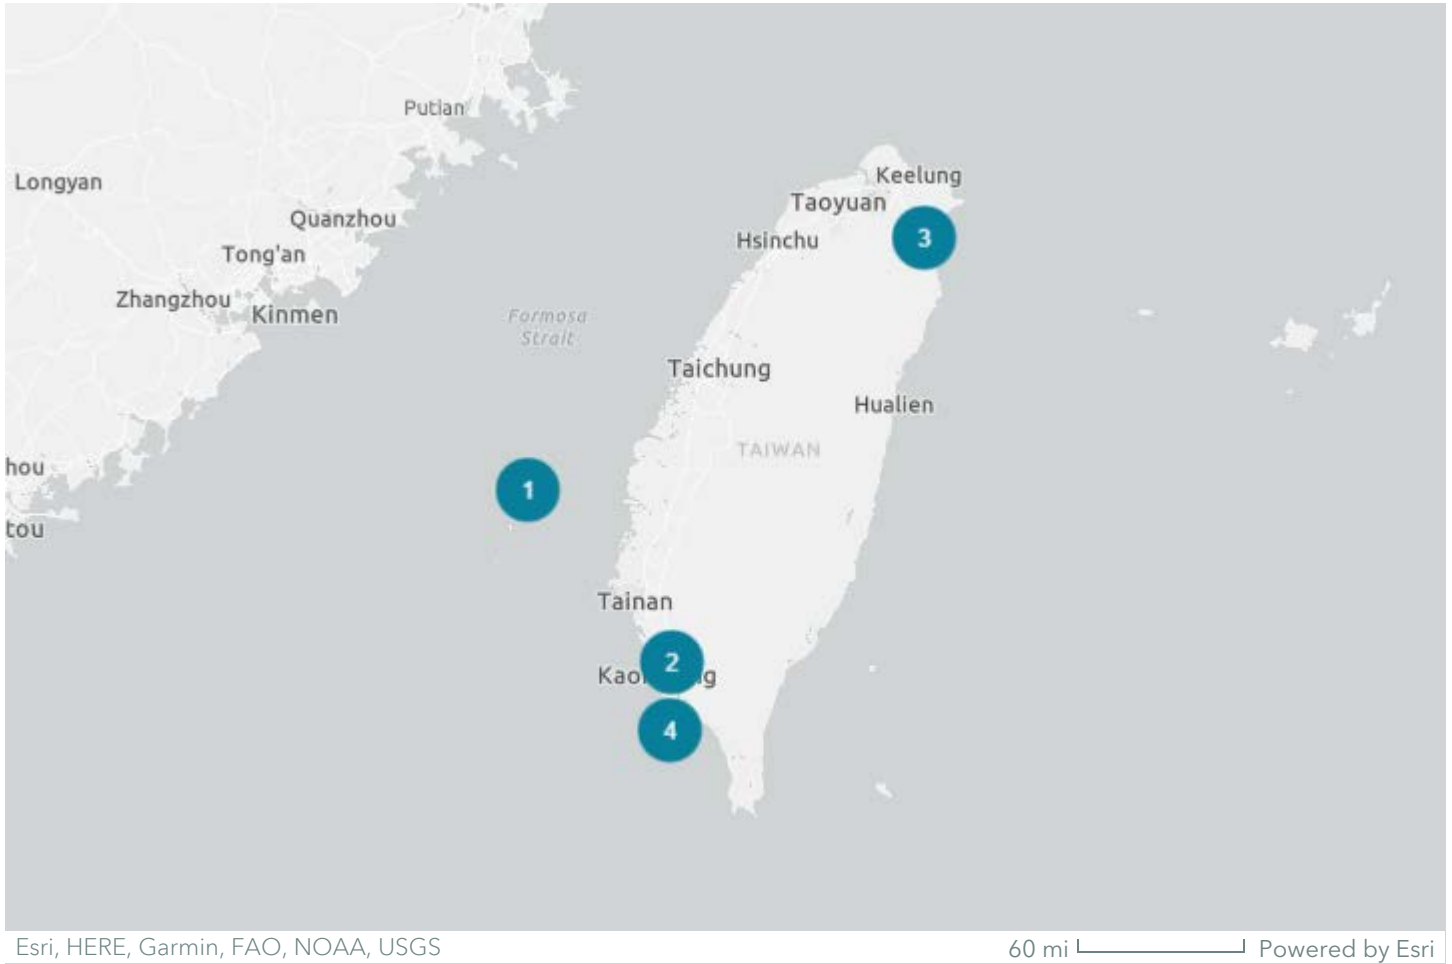 Putian
Longyan
Keelung
Taoyuan
Quanzhou
3
Hsinchu
Tong'an
Zhangzhou
Kinmen
Formosa
Strait
Taichung
Hualien
TAIWAN
hou
1
tou
Tainan
2
Kao
g
4
Esri, HERE, Garmin, FAO, NOAA, USGS
60 mi
Powered by Esri